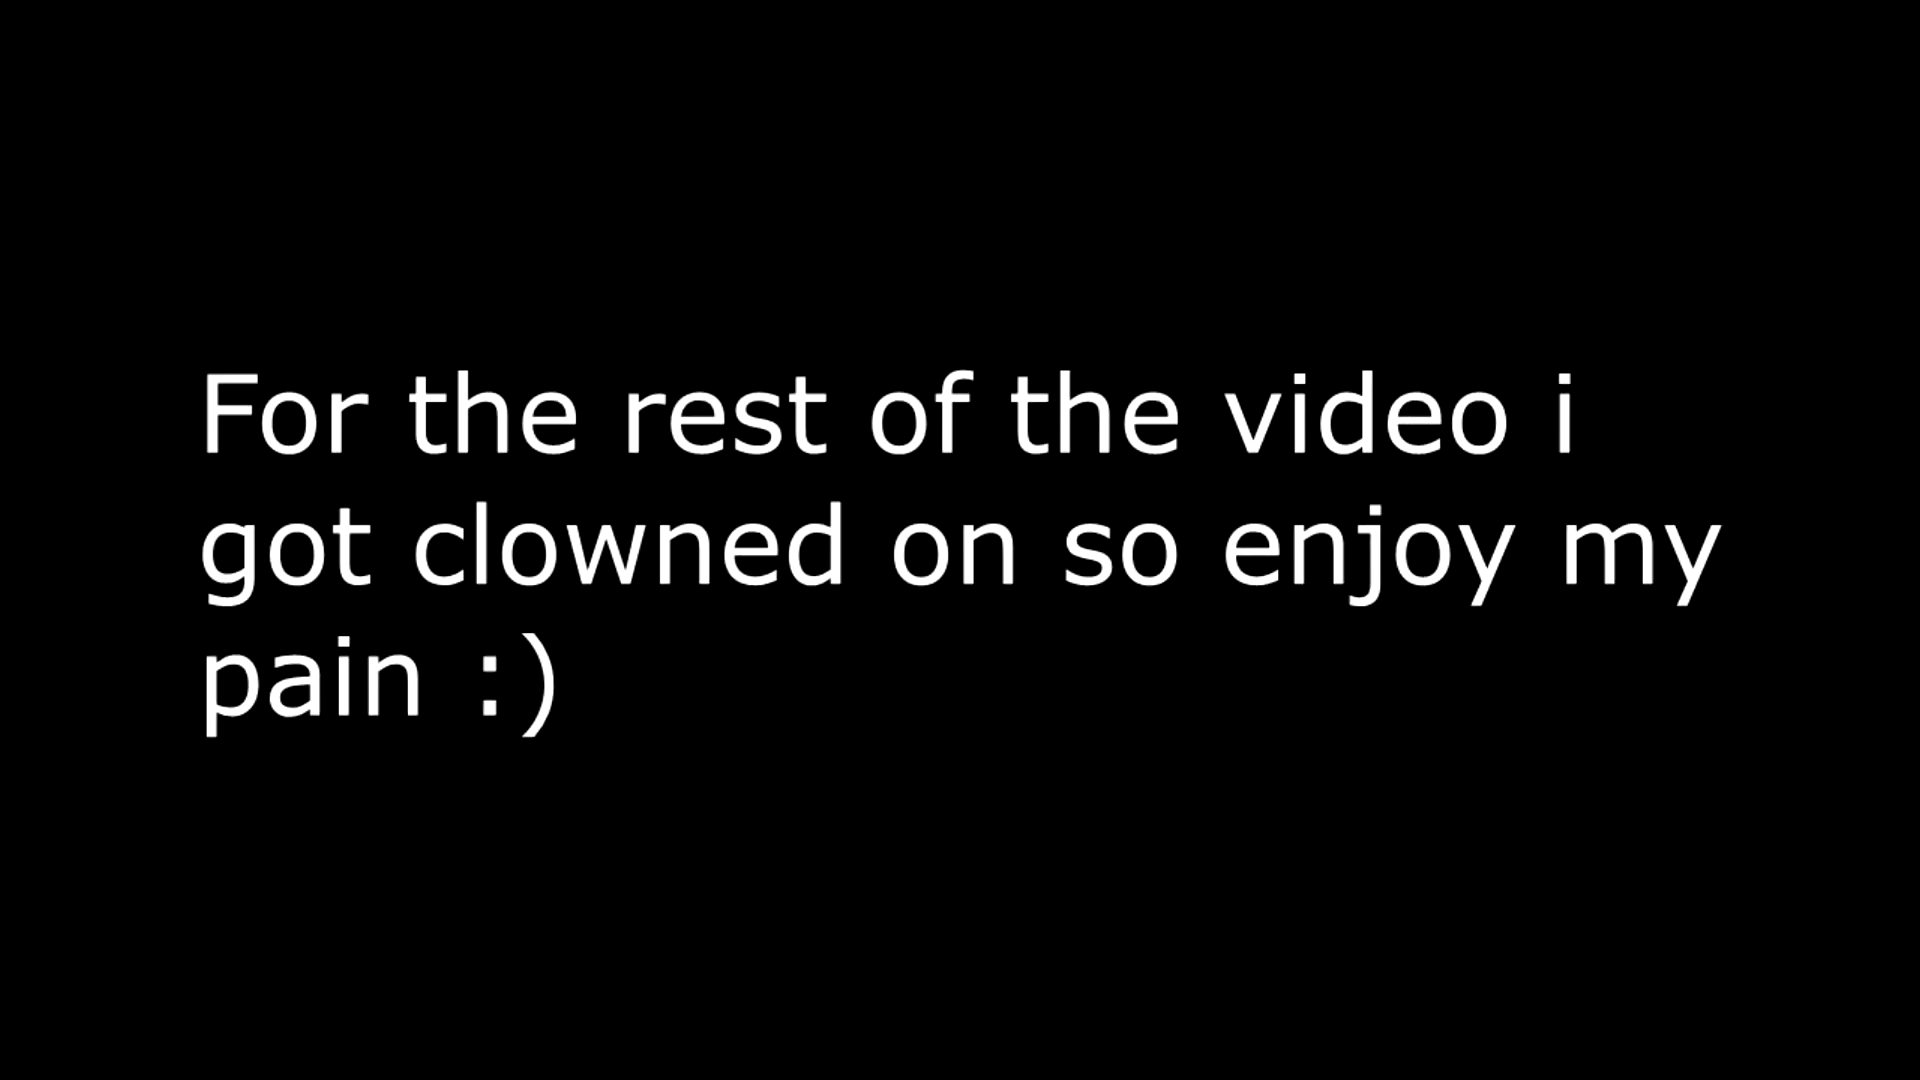 For the rest of the video i
got clowned on so enjoy my
pain :)